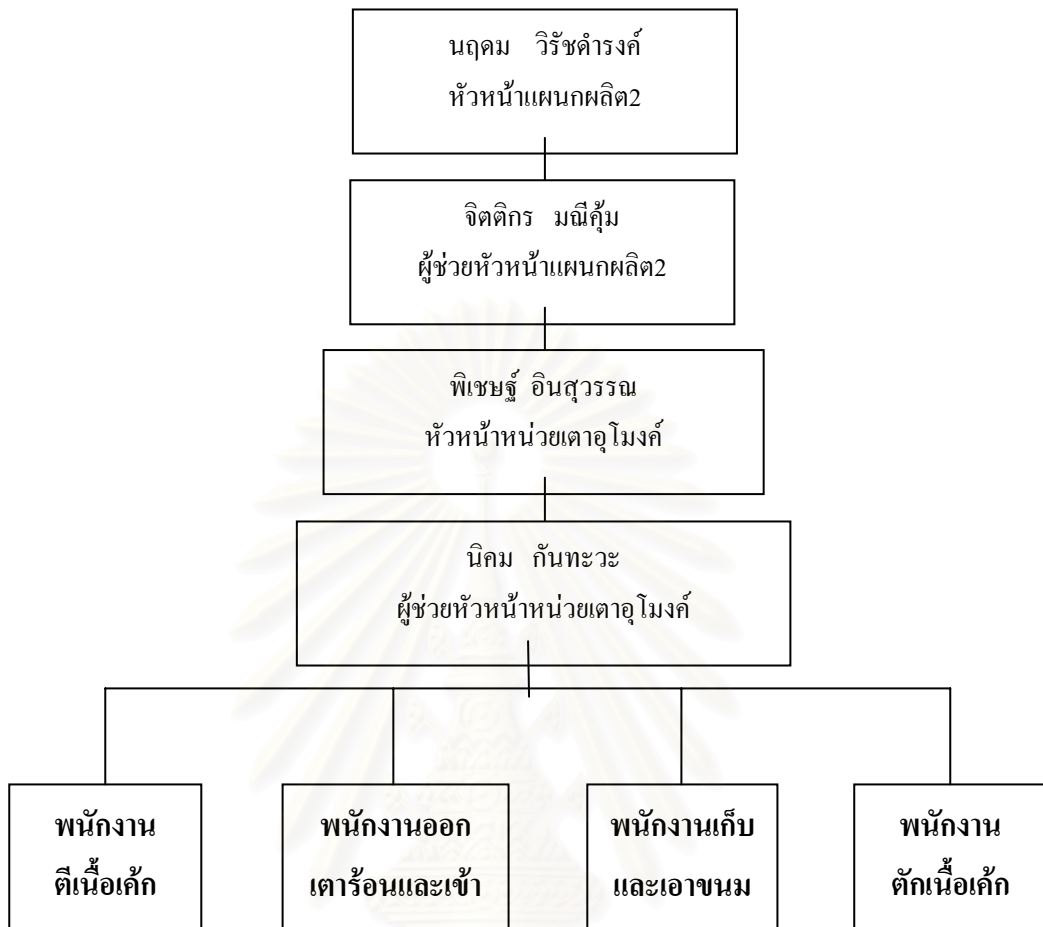 นฤดม วิรัชดำรงค์
หัวหน้าแผนกผลิต2
จิตติกร มณีคุ้ม
ผู้ช่วยหัวหน้าแผนกผลิต2
พิเชษฐ์ อินสุวรรณ
หัวหน้าหน่วยเตาอุโมงค์
นิคม กันทะวะ
ผู้ช่วยหัวหน้าหน่วยเตาอุโมงค์
พนักงาน
ตีเนื้อเค้ก
พนักงานออก
เตาร้อนและเข้า
พนักงานเก็บ
และเอาขนม
พนักงาน
ตักเนื้อเค้ก